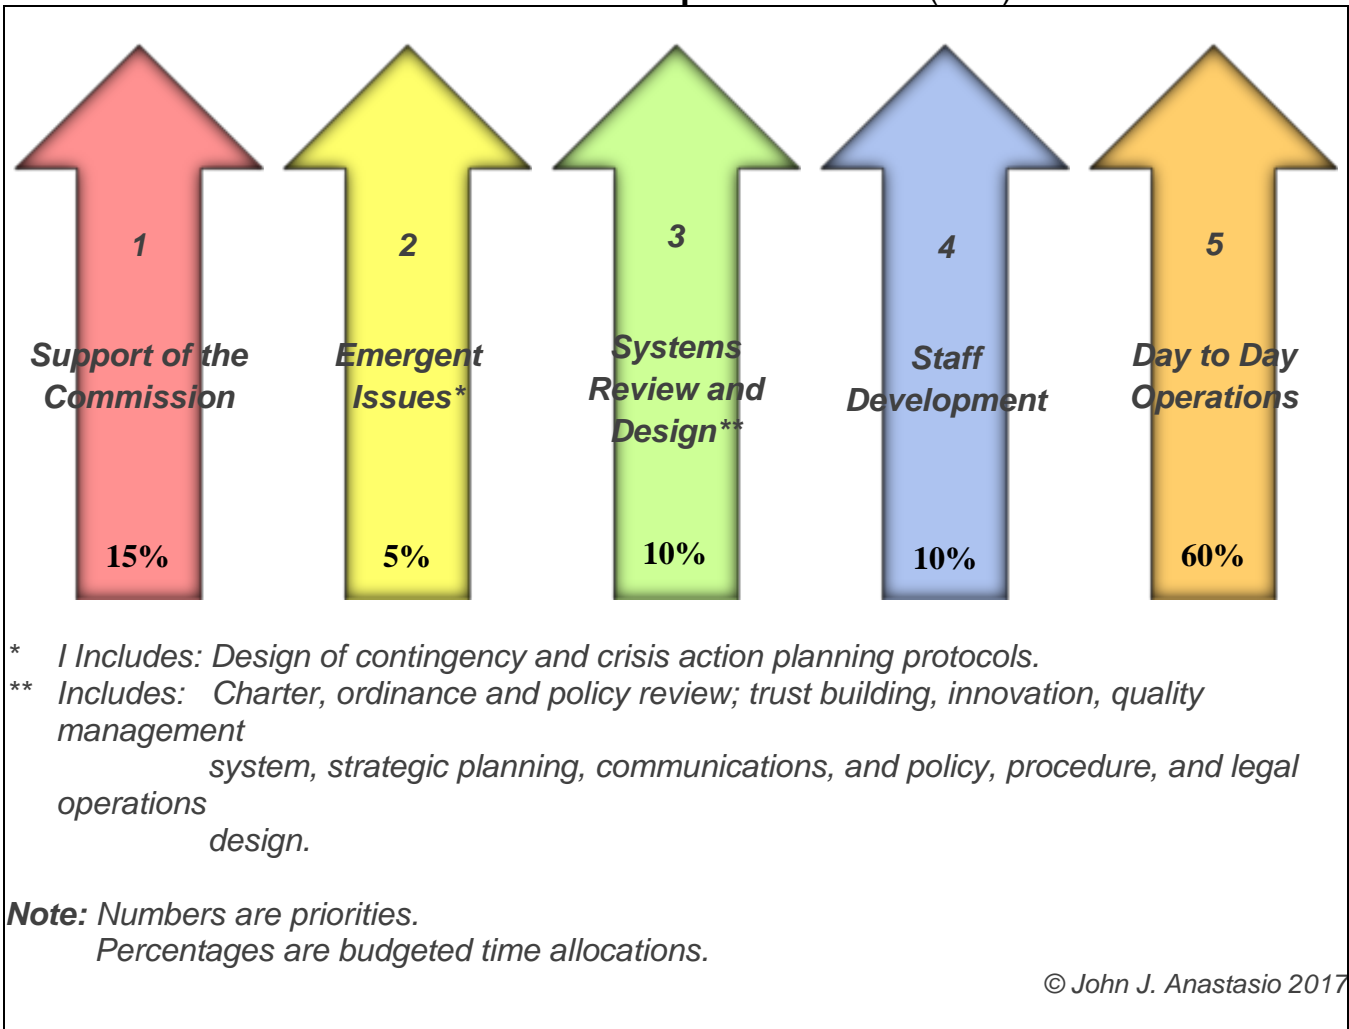 1
2
3
4
5
Support of the
Commission
Emergent
Issues*
Systems
Review and
Design**
Staff
Development
Day to Day
Operations
15%
5%
10%
10%
60%
* I Includes: Design of contingency and crisis action planning protocols.
** Includes: Charter, ordinance and policy review; trust building, innovation, quality
management
system, strategic planning, communications, and policy, procedure, and legal
operations
design.
Note: Numbers are priorities.
Percentages are budgeted time allocations.
© John J. Anastasio 2017